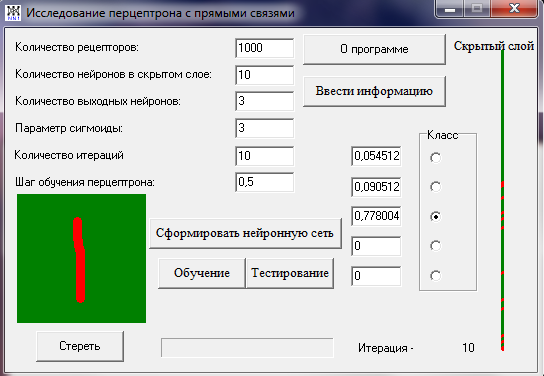 Исследование перцептрона с прямыми связями
Количество рецепторов: 1000
О программе
Скрытый слой
Количество нейронов в скрытом слое: 10
Ввести информацию
Количество выходных нейронов: 3
Параметр сигмоиды: 3
Класс
Количество итераций 10
0,054512
Шаг обучения перцептрона: 0,5
0,090512
0,778004
Сформировать нейронную сеть
0
Обучение
Тестирование
0
Стереть
Итерация - 10